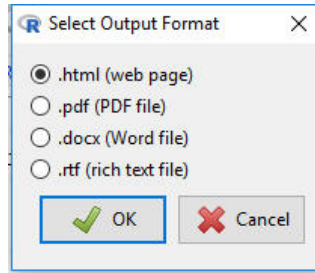 Select Output Format
.html (web page)
.pdf (PDF file)
.docx (Word file)
.rtf (rich text file)
OK Cancel